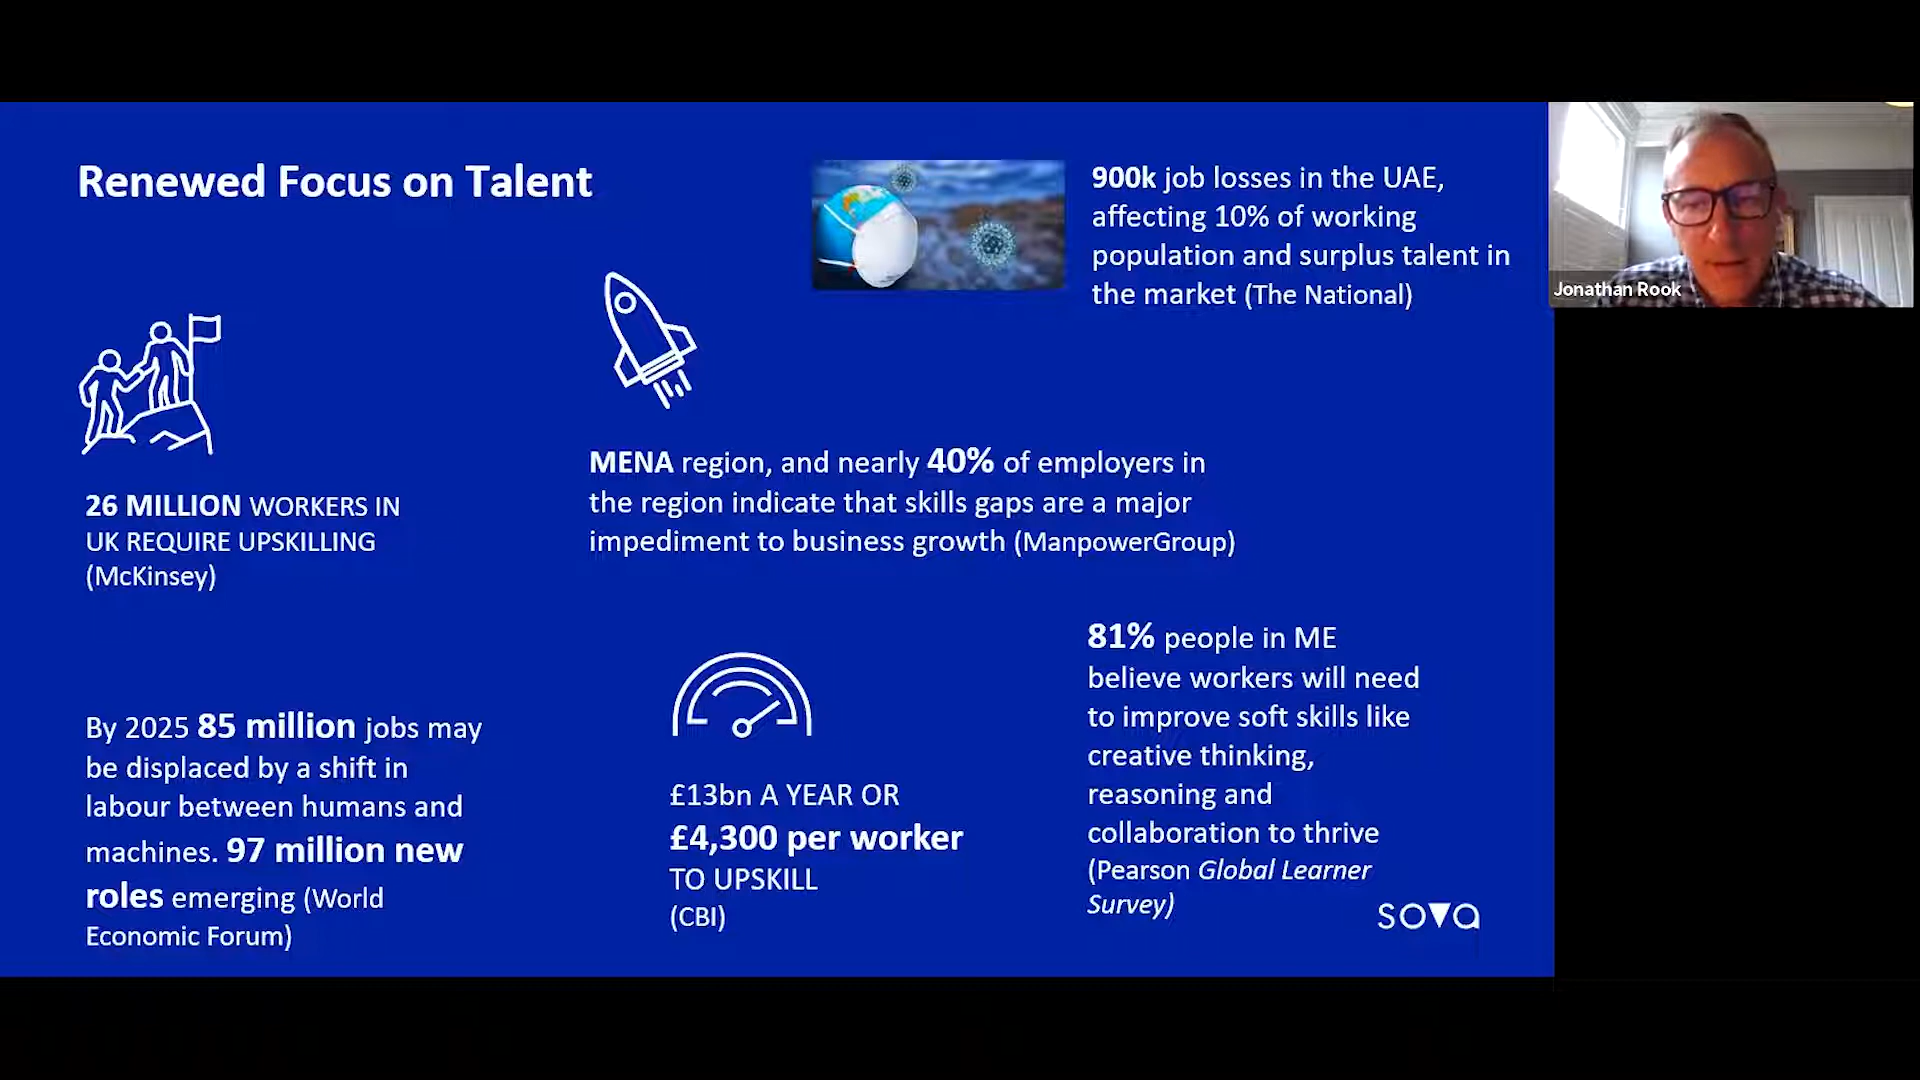 Renewed Focus on Talent
900k job losses in the UAE,
affecting 10% of working
population and surplus talent in
the market (The National)
Jonathan Rook
MENA region, and nearly 40% of employers in
the region indicate that skills gaps are a major
impediment to business growth (ManpowerGroup)
26 MILLION WORKERS IN
UK REQUIRE UPSKILLING
(McKinsey)
By 2025 85 million jobs may
be displaced by a shift in
labour between humans and
machines. 97 million new
roles emerging (World
Economic Forum)
£13bn A YEAR OR
£4,300 per worker
TO UPSKILL
(CBI)
81% people in ME
believe workers will need
to improve soft skills like
creative thinking,
reasoning and
collaboration to thrive
(Pearson Global Learner
Survey)
sova